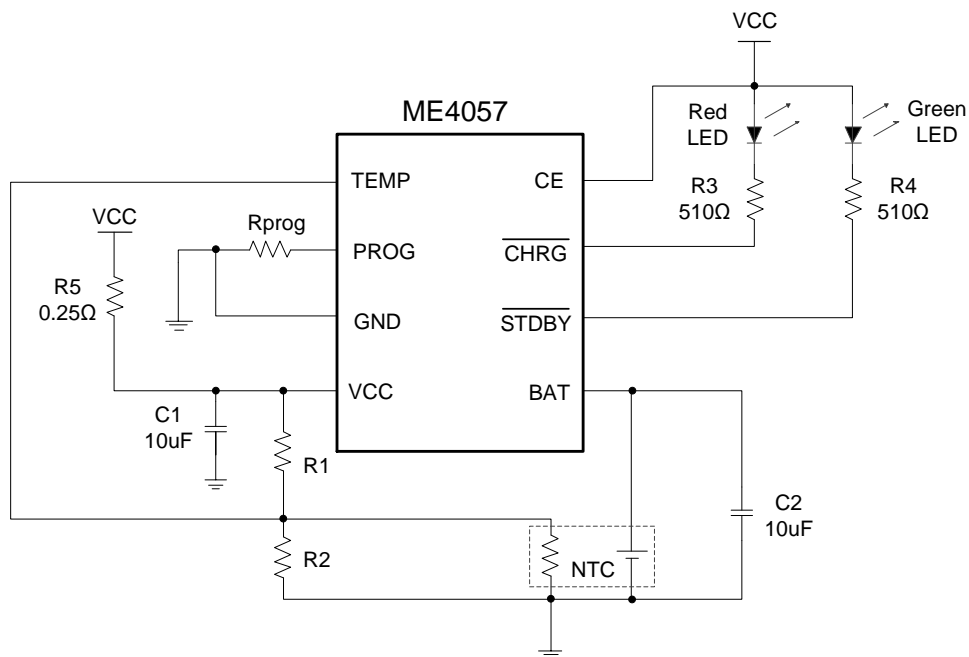 VCC
ME4057
Red
LED
Green
LED
TEMP
CE
R3
510Ω
R4
510Ω
VCC
Rprog
PROG
CHRG
R5
0.25Ω
GND
STDBY
VCC
BAT
C1
10uF
R1
C2
10uF
R2
NTC